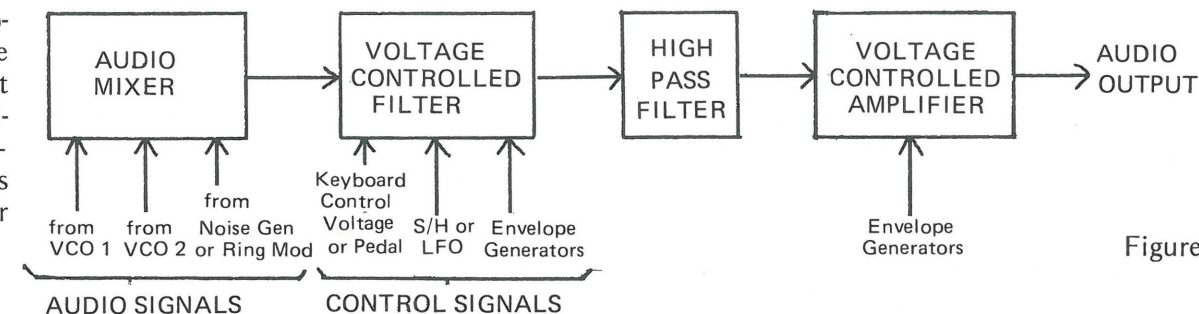 AUDIO
MIXER
VOLTAGE
CONTROLLED
FILTER
HIGH
PASS
FILTER
VOLTAGE
CONTROLLED
AMPLIFIER
AUDIO
OUTPUT
from
VCO 1
from
VCO 2
from
Noise Gen
or Ring Mod
Keyboard
Control
Voltage
or Pedal
S/H or
LFO
Envelope
Generators
Envelope
Generators
AUDIO SIGNALS
CONTROL SIGNALS
Figure